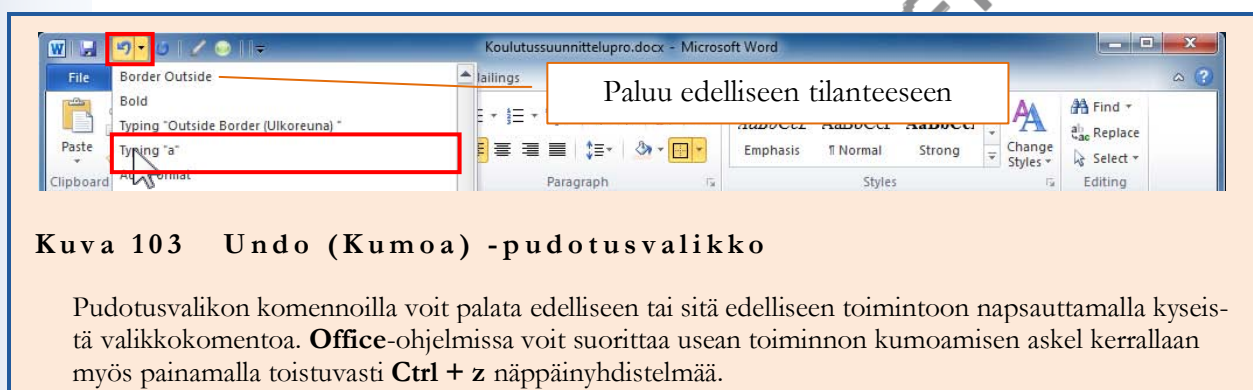 Koulutussuunnittelupro.docx - Microsoft Word
File Border Outside Mailings
Paluu edelliseen tilanteeseen
Bold
Typing "Outside Border (Ulkoreuna) "
Typing "a"
Paste
Find
Replace
Select
Emphasis ¶ Normal Strong
Change
Styles
Clipboard Paragraph Styles Editing
Kuva 103 Undo (Kumoa) -pudotusvalikko
Pudotusvalikon komennoilla voit palata edelliseen tai sitä edelliseen toimintoon napsauttamalla kyseis-
tä valikkokomentoa. Office-ohjelmissa voit suorittaa usean toiminnon kumoamisen askel kerrallaan
myös painamalla toistuvasti Ctrl + z näppäinyhdistelmää.